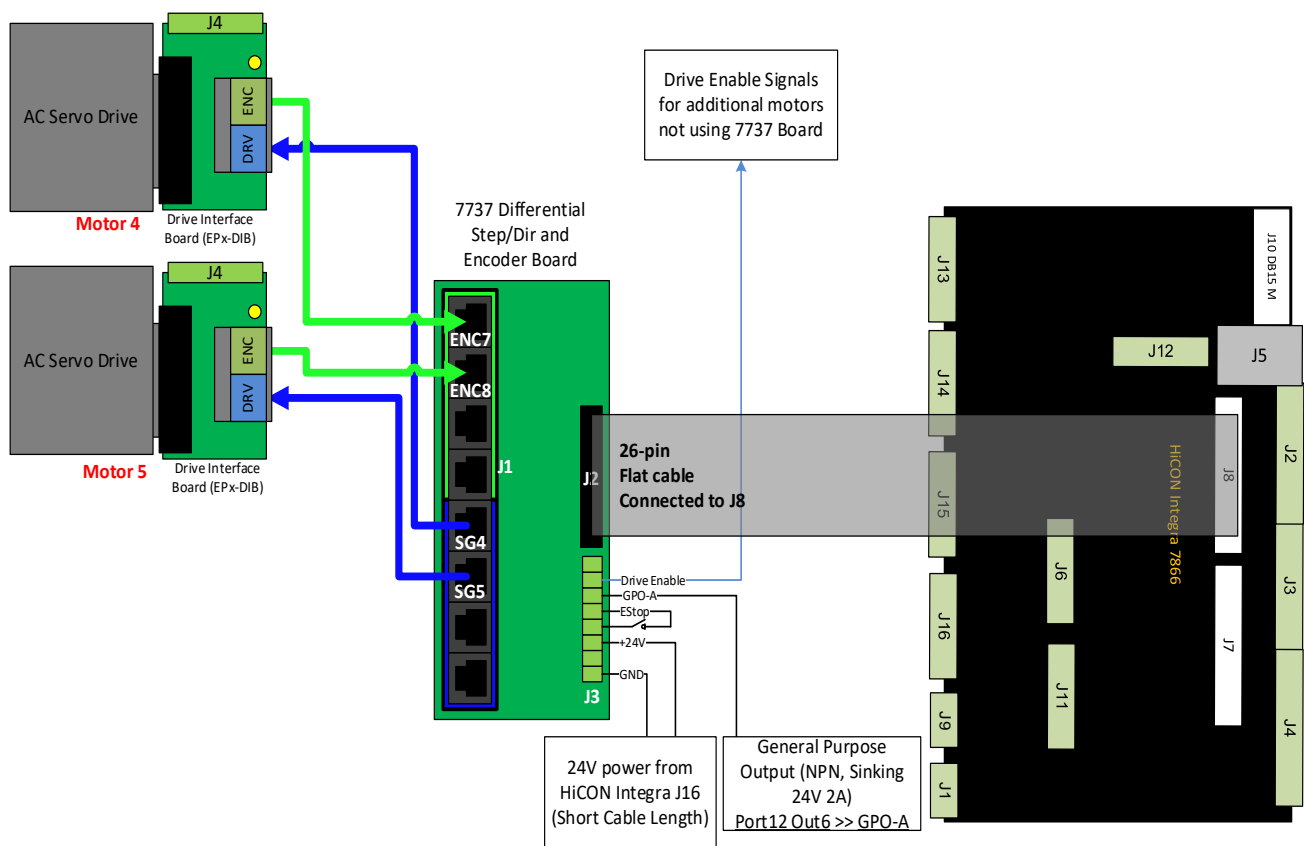 J4
AC Servo Drive
ENC
DRV
Motor 4
Drive Interface
Board (EPx-DIB)
J4
AC Servo Drive
ENC
DRV
Motor 5
Drive Interface
Board (EPx-DIB)
7737 Differential
Step/Dir and
Encoder Board
ENC7
ENC8
J1
SG4
SG5
J2
26-pin
Flat cable
Connected to J8
Drive Enable
GPO-A
EStop
+24V
GND
J3
Drive Enable Signals
for additional motors
not using 7737 Board
24V power from
HiCON Integra J16
(Short Cable Length)
General Purpose
Output (NPN, Sinking
24V 2A)
Port12 Out6 >> GPO-A
J13
J14
J15
J16
J9
J1
J10 DB15 M
J12
J5
J8
J2
HiCON Integra 7866
J6
J3
J7
J11
J4